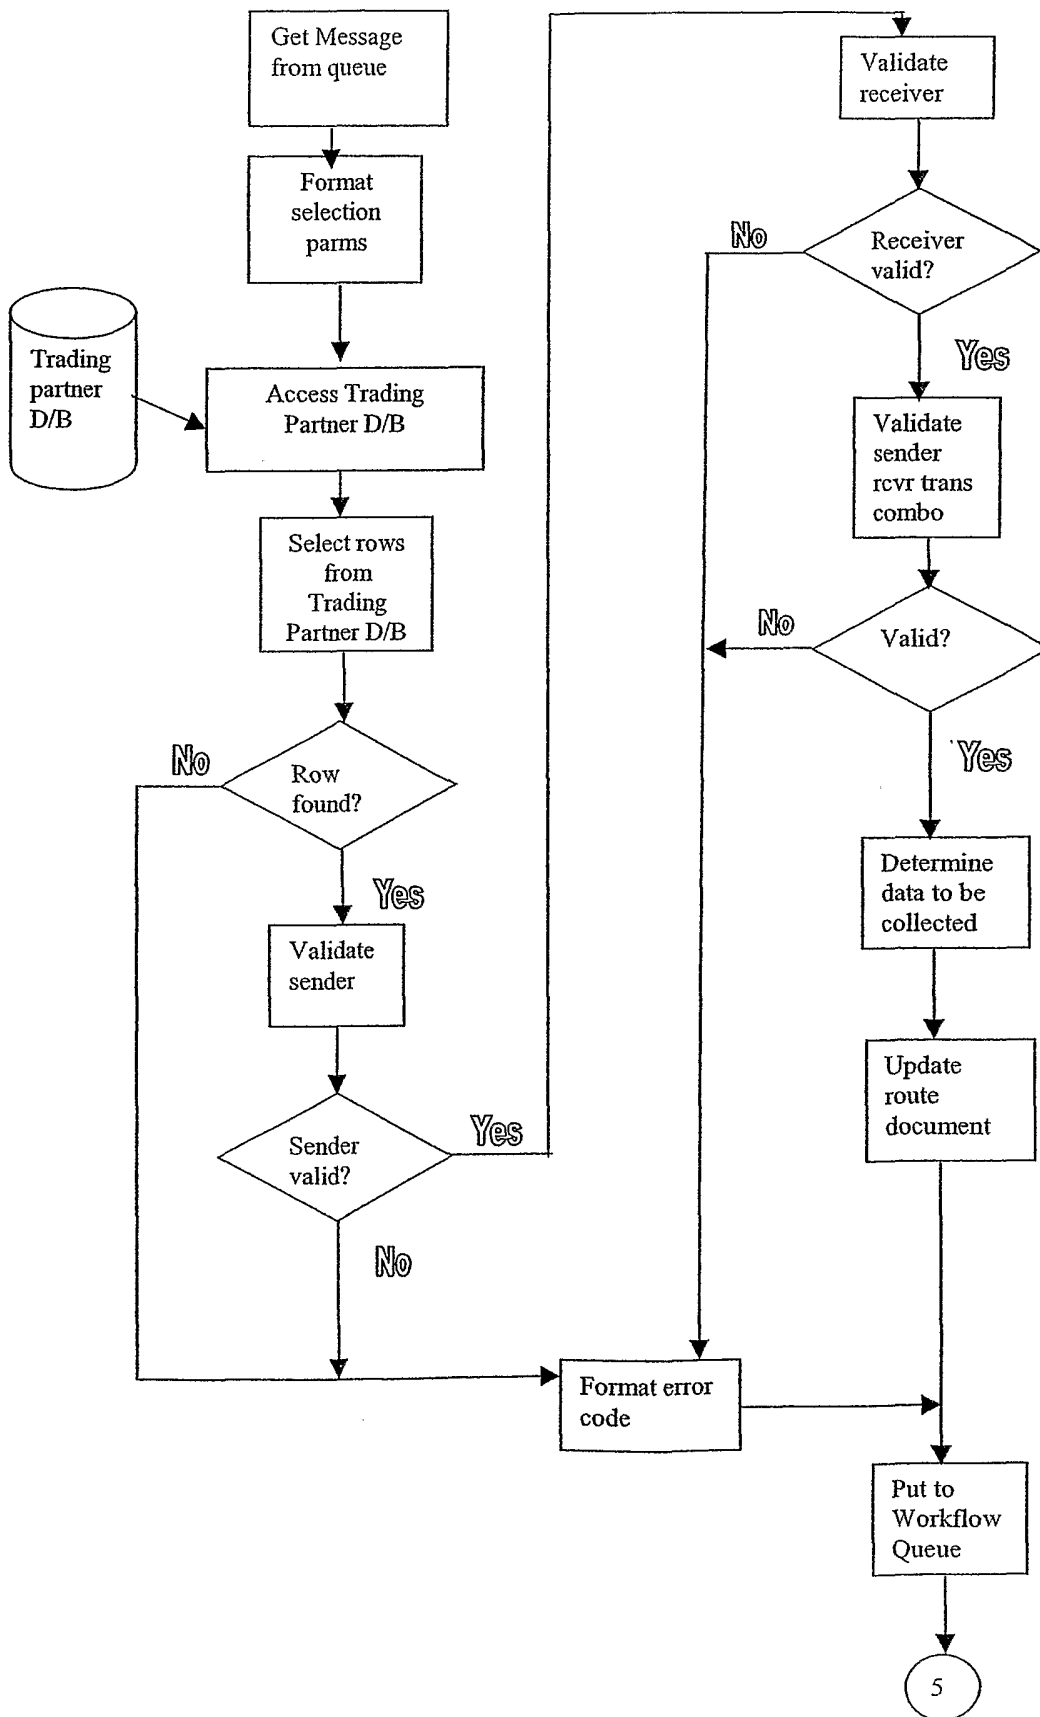 Get Message
from queue
Format
selection
parms
Trading
partner
D/B
Access Trading
Partner D/B
Select rows
from
Trading
Partner D/B
No
Row
found?
Yes
Validate
sender
Sender
valid?
Yes
No
Validate
receiver
No
Receiver
valid?
Yes
Validate
sender
rcvr trans
combo
No
Valid?
Yes
Determine
data to be
collected
Update
route
document
Format error
code
Put to
Workflow
Queue
5